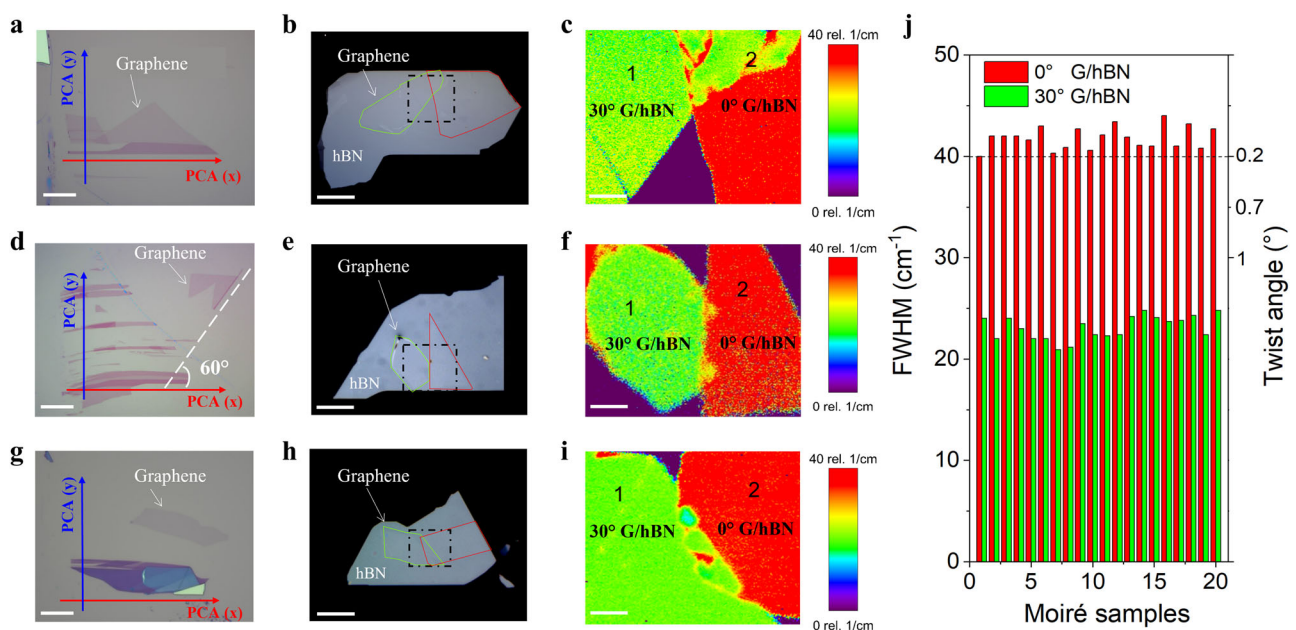 a
PCA (y)
Graphene
PCA (x)
b
Graphene
hBN
c
1
30° G/hBN
2
0° G/hBN
40 rel. 1/cm
0 rel. 1/cm
d
PCA (y)
Graphene
60°
PCA (x)
e
Graphene
hBN
f
1
30° G/hBN
2
0° G/hBN
40 rel. 1/cm
0 rel. 1/cm
g
PCA (y)
Graphene
PCA (x)
h
Graphene
hBN
i
1
30° G/hBN
2
0° G/hBN
40 rel. 1/cm
0 rel. 1/cm
j
0° G/hBN
30° G/hBN
FWHM (cm⁻¹)
50
40
30
20
10
0
0.2
0.7
1
Twist angle (°)
0 5 10 15 20
Moiré samples